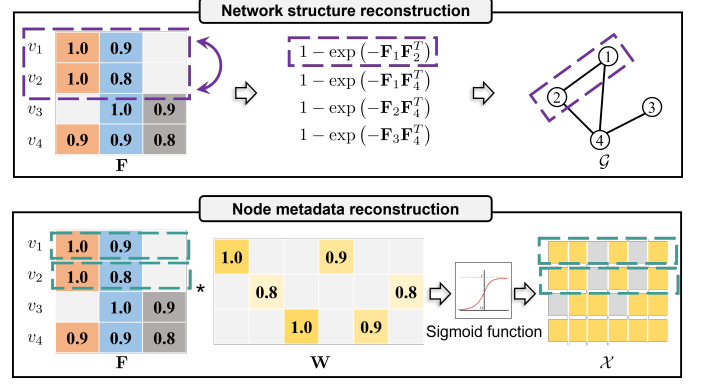 Network structure reconstruction
v₁ 1.0 0.9
v₂ 1.0 0.8
v₃ 1.0 0.9
v₄ 0.9 0.9 0.8
F
1 − exp (−F₁F₂ᵀ)
1 − exp (−F₁F₄ᵀ)
1 − exp (−F₂F₄ᵀ)
1 − exp (−F₃F₄ᵀ)
1
2
3
4
𝒢
Node metadata reconstruction
v₁ 1.0 0.9
v₂ 1.0 0.8
v₃ 1.0 0.9
v₄ 0.9 0.9 0.8
F
*
1.0 0.9
0.8 0.8
1.0 0.9
W
Sigmoid function
𝒳